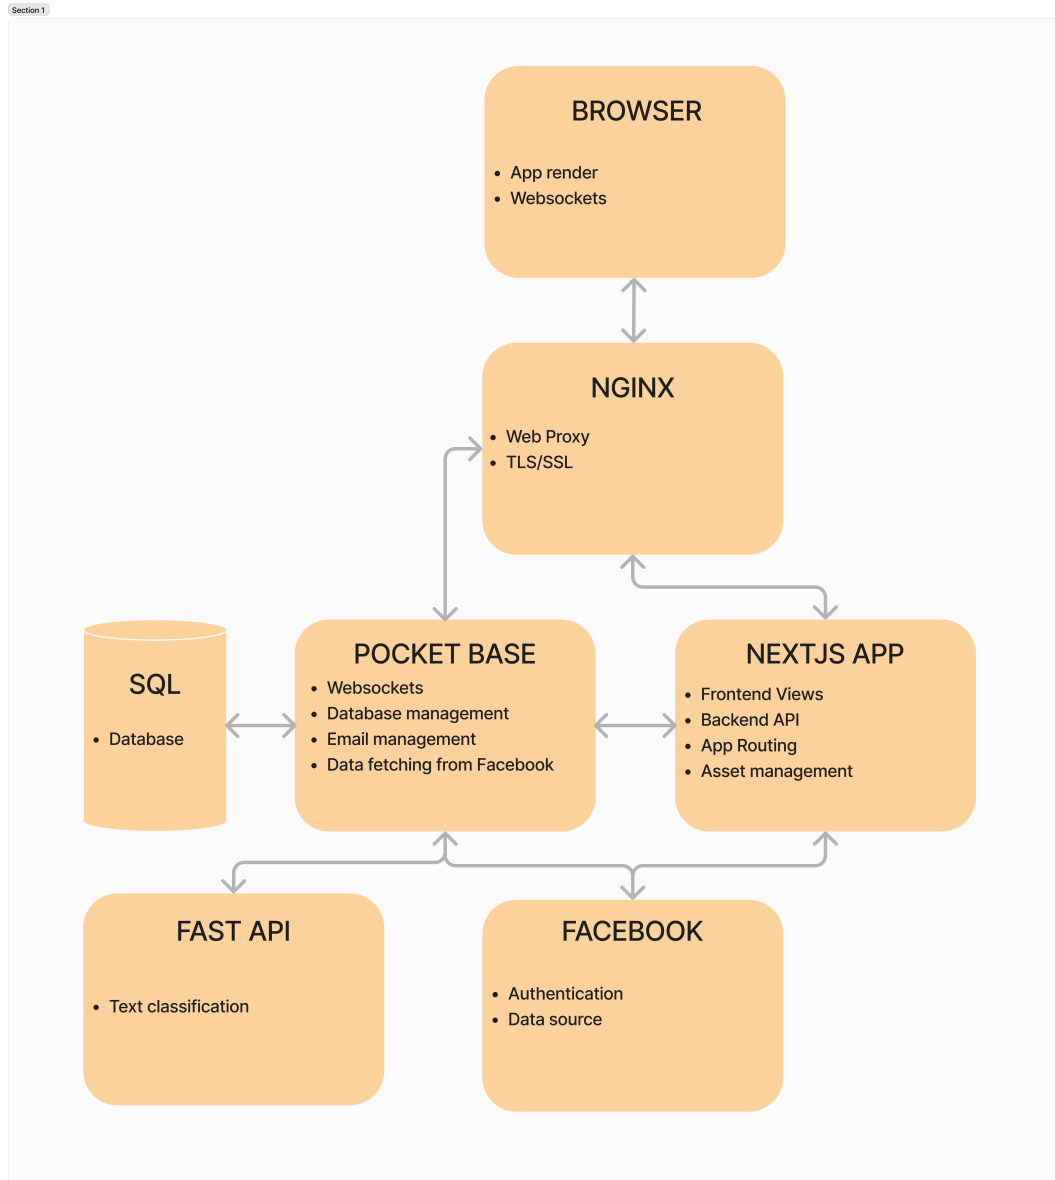 Section 1
BROWSER
• App render
• Websockets
NGINX
• Web Proxy
• TLS/SSL
SQL
• Database
POCKET BASE
• Websockets
• Database management
• Email management
• Data fetching from Facebook
NEXTJS APP
• Frontend Views
• Backend API
• App Routing
• Asset management
FAST API
• Text classification
FACEBOOK
• Authentication
• Data source